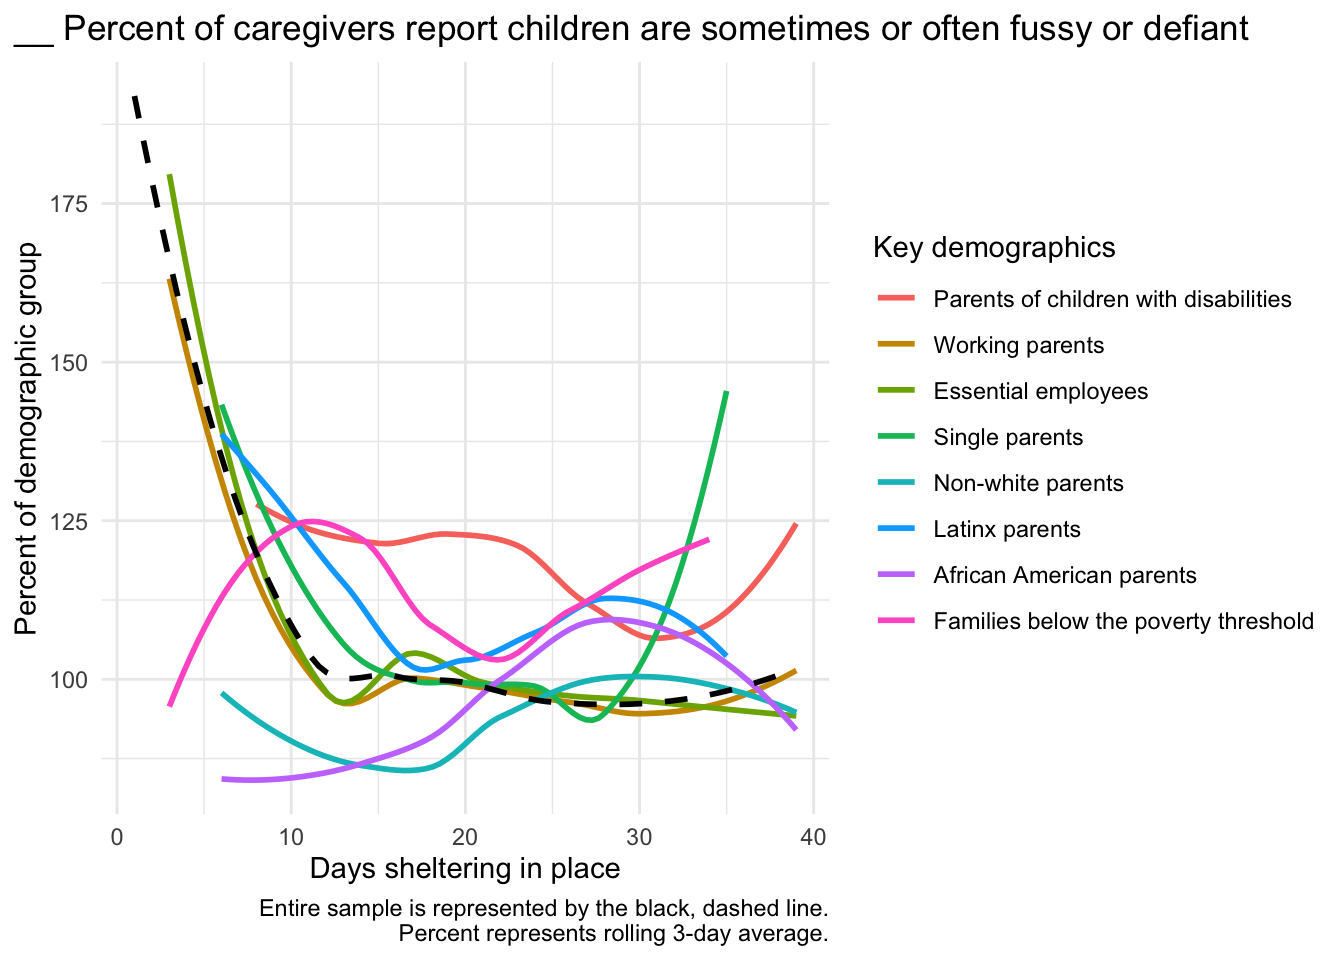 __ Percent of caregivers report children are sometimes or often fussy or defiant
Percent of demographic group
175
150
125
100
0
10
20
30
40
Days sheltering in place
Entire sample is represented by the black, dashed line.
Percent represents rolling 3-day average.
Key demographics
Parents of children with disabilities
Working parents
Essential employees
Single parents
Non-white parents
Latinx parents
African American parents
Families below the poverty threshold